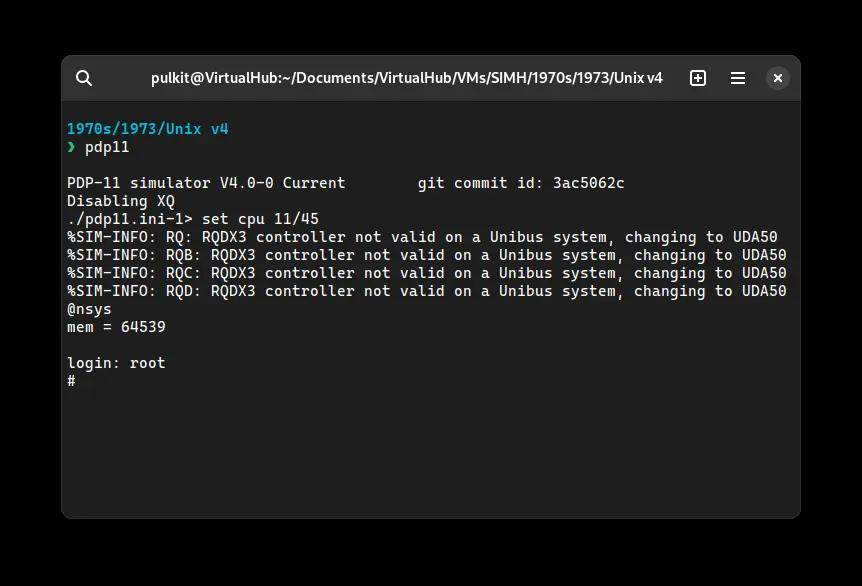 pulkit@VirtualHub:~/Documents/VirtualHub/VMs/SIMH/1970s/1973/Unix v4
1970s/1973/Unix v4
❯ pdp11
PDP-11 simulator V4.0-0 Current        git commit id: 3ac5062c
Disabling XQ
./pdp11.ini-1> set cpu 11/45
%SIM-INFO: RQ: RQDX3 controller not valid on a Unibus system, changing to UDA50
%SIM-INFO: RQB: RQDX3 controller not valid on a Unibus system, changing to UDA50
%SIM-INFO: RQC: RQDX3 controller not valid on a Unibus system, changing to UDA50
%SIM-INFO: RQD: RQDX3 controller not valid on a Unibus system, changing to UDA50
@nsys
mem = 64539
login: root
#